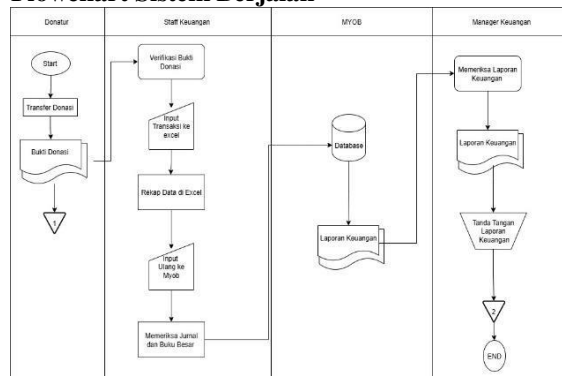 Flowchart Sistem Berjalan
Donatur
Staff Keuangan
MYOB
Manager Keuangan
Start
Transfer Donasi
Bukti Donasi
1
Verifikasi Bukti
Donasi
Input
Transaksi ke
excel
Rekap Data di Excel
Input
Ulang ke
Myob
Memeriksa Jurnal
dan Buku Besar
Database
Laporan Keuangan
Memeriksa Laporan
Keuangan
Laporan Keuangan
Tanda Tangan
Laporan
Keuangan
2
END